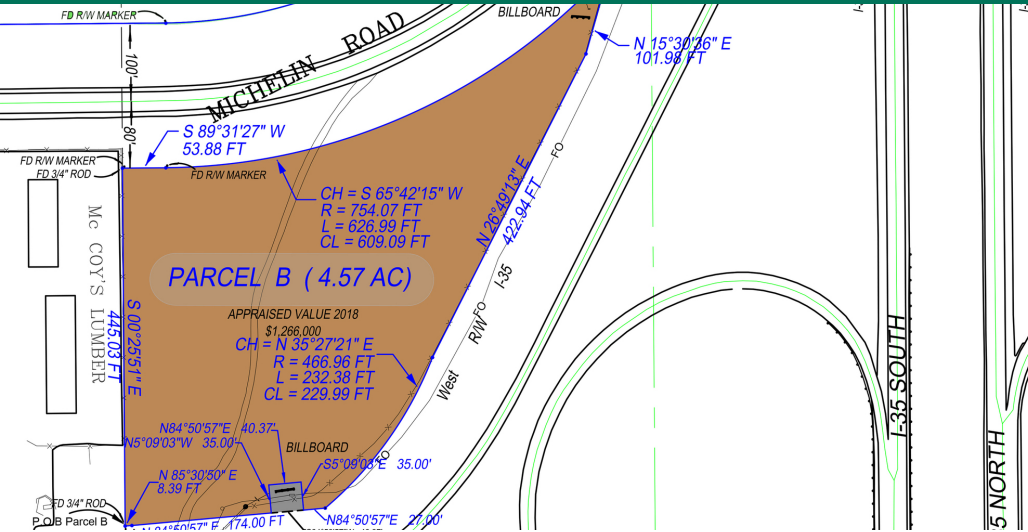 FD R/W MARKER
BILLBOARD
N 15°30'36" E
101.98 FT
100'
MICHELIN ROAD
80'
S 89°31'27" W
53.88 FT
FD R/W MARKER
FD 3/4" ROD
FD R/W MARKER
CH = S 65°42'15" W
R = 754.07 FT
L = 626.99 FT
CL = 609.09 FT
FO
N 26°49'13" E
422.94 FT
Mc COY'S LUMBER
PARCEL B ( 4.57 AC)
I-35
FO
R/W
West
S 00°25'51" E
445.03 FT
APPRAISED VALUE 2018
$1,266,000
CH = N 35°27'21" E
R = 466.96 FT
L = 232.38 FT
CL = 229.99 FT
I-35 SOUTH
N84°50'57"E 40.37'
N5°09'03"W 35.00'
BILLBOARD
FO
S5°09'03"E 35.00'
N 85°30'50" E
8.39 FT
5 NORTH
FD 3/4" ROD
P.O.B Parcel B
N 84°50'57" E 174.00 FT
N84°50'57"E 27.00'